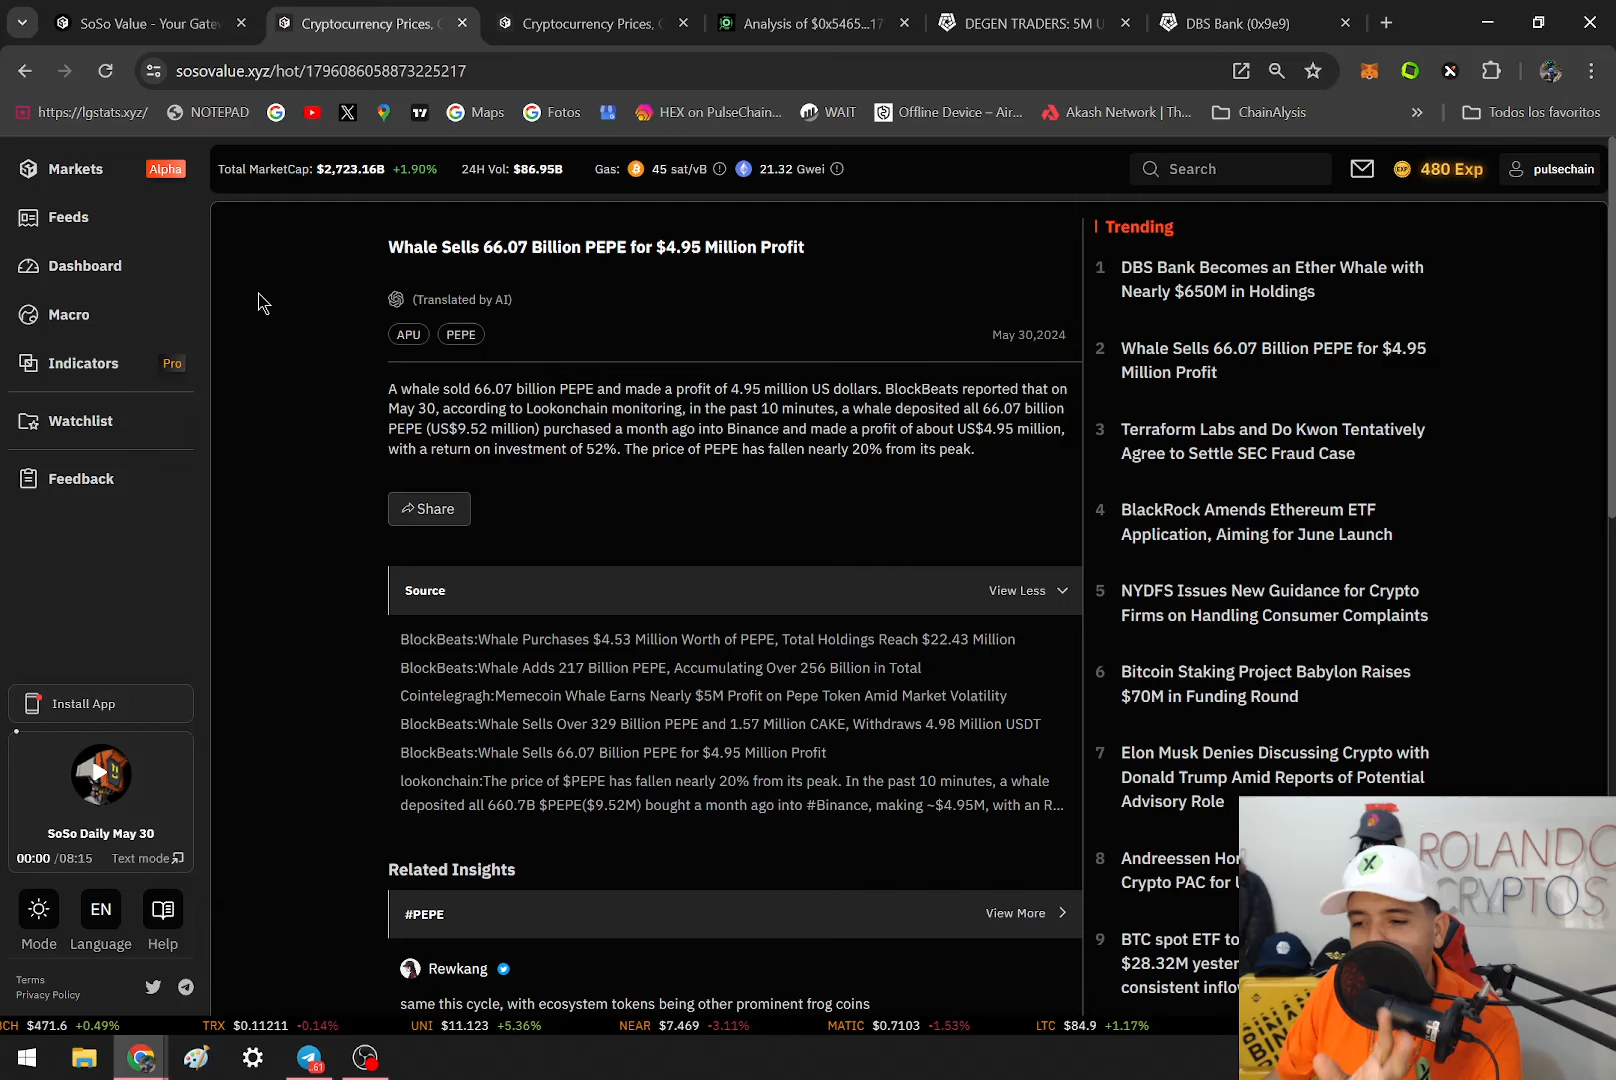 SoSo Value - Your Gatew
Cryptocurrency Prices, C
Cryptocurrency Prices, C
Analysis of $0x5465...17
DEGEN TRADERS: 5M U
DBS Bank (0x9e9)
sosovalue.xyz/hot/1796086058873225217
https://lgstats.xyz/
NOTEPAD
Maps
Fotos
HEX on PulseChain...
WAIT
Offline Device – Air...
Akash Network | Th...
ChainAlysis
Todos los favoritos
Markets
Alpha
Feeds
Dashboard
Macro
Indicators
Pro
Watchlist
Feedback
Install App
SoSo Daily May 30
00:00 /08:15
Text mode
EN
Mode
Language
Help
Terms
Privacy Policy
Total MarketCap: $2,723.16B +1.90%
24H Vol: $86.95B
Gas: 45 sat/vB
21.32 Gwei
Search
480 Exp
pulsechain
Whale Sells 66.07 Billion PEPE for $4.95 Million Profit
(Translated by AI)
APU
PEPE
May 30,2024
A whale sold 66.07 billion PEPE and made a profit of 4.95 million US dollars. BlockBeats reported that on
May 30, according to Lookonchain monitoring, in the past 10 minutes, a whale deposited all 66.07 billion
PEPE (US$9.52 million) purchased a month ago into Binance and made a profit of about US$4.95 million,
with a return on investment of 52%. The price of PEPE has fallen nearly 20% from its peak.
Share
Source
View Less
BlockBeats:Whale Purchases $4.53 Million Worth of PEPE, Total Holdings Reach $22.43 Million
BlockBeats:Whale Adds 217 Billion PEPE, Accumulating Over 256 Billion in Total
Cointelegragh:Memecoin Whale Earns Nearly $5M Profit on Pepe Token Amid Market Volatility
BlockBeats:Whale Sells Over 329 Billion PEPE and 1.57 Million CAKE, Withdraws 4.98 Million USDT
BlockBeats:Whale Sells 66.07 Billion PEPE for $4.95 Million Profit
lookonchain:The price of $PEPE has fallen nearly 20% from its peak. In the past 10 minutes, a whale
deposited all 660.7B $PEPE($9.52M) bought a month ago into #Binance, making ~$4.95M, with an R...
Related Insights
#PEPE
View More
Rewkang
same this cycle, with ecosystem tokens being other prominent frog coins
Trending
1 DBS Bank Becomes an Ether Whale with
Nearly $650M in Holdings
2 Whale Sells 66.07 Billion PEPE for $4.95
Million Profit
3 Terraform Labs and Do Kwon Tentatively
Agree to Settle SEC Fraud Case
4 BlackRock Amends Ethereum ETF
Application, Aiming for June Launch
5 NYDFS Issues New Guidance for Crypto
Firms on Handling Consumer Complaints
6 Bitcoin Staking Project Babylon Raises
$70M in Funding Round
7 Elon Musk Denies Discussing Crypto with
Donald Trump Amid Reports of Potential
Advisory Role
8 Andreessen Hor
Crypto PAC for
9 BTC spot ETF to
$28.32M yester
consistent inflo
ROLANDO
CRYPTOS
BINAN
BIN
BCH $471.6 +0.49%
TRX $0.11211 -0.14%
UNI $11.123 +5.36%
NEAR $7.469 -3.11%
MATIC $0.7103 -1.53%
LTC $84.9 +1.17%
61